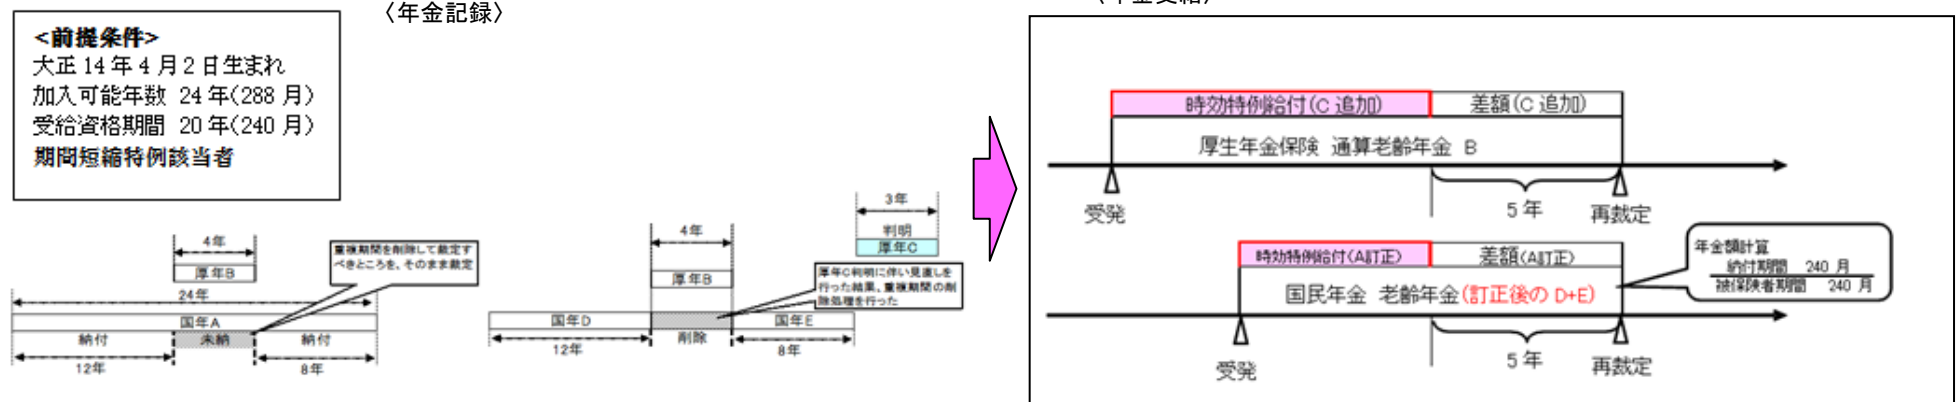 〈年金記録〉
<前提条件>
大正14年4月2日生まれ
加入可能年数 24年(288月)
受給資格期間 20年(240月)
期間短縮特例該当者
4年
厚年B
重複期間を削除して裁定す
べきところを、そのまま裁定
24年
国年A
納付
未納
納付
12年
8年
3年
判明
厚年C
4年
厚年B
厚年C判明に伴い見直しを
行った結果、重複期間の削
除処理を行った
国年D
国年E
削除
12年
8年
時効特例給付(C追加)
差額(C追加)
厚生年金保険 通算老齢年金 B
受発
5年
再裁定
時効特例給付(A訂正)
差額(A訂正)
国民年金 老齢年金(訂正後のD+E)
受発
5年
再裁定
年金額計算
納付期間 240月
被保険者期間 240月